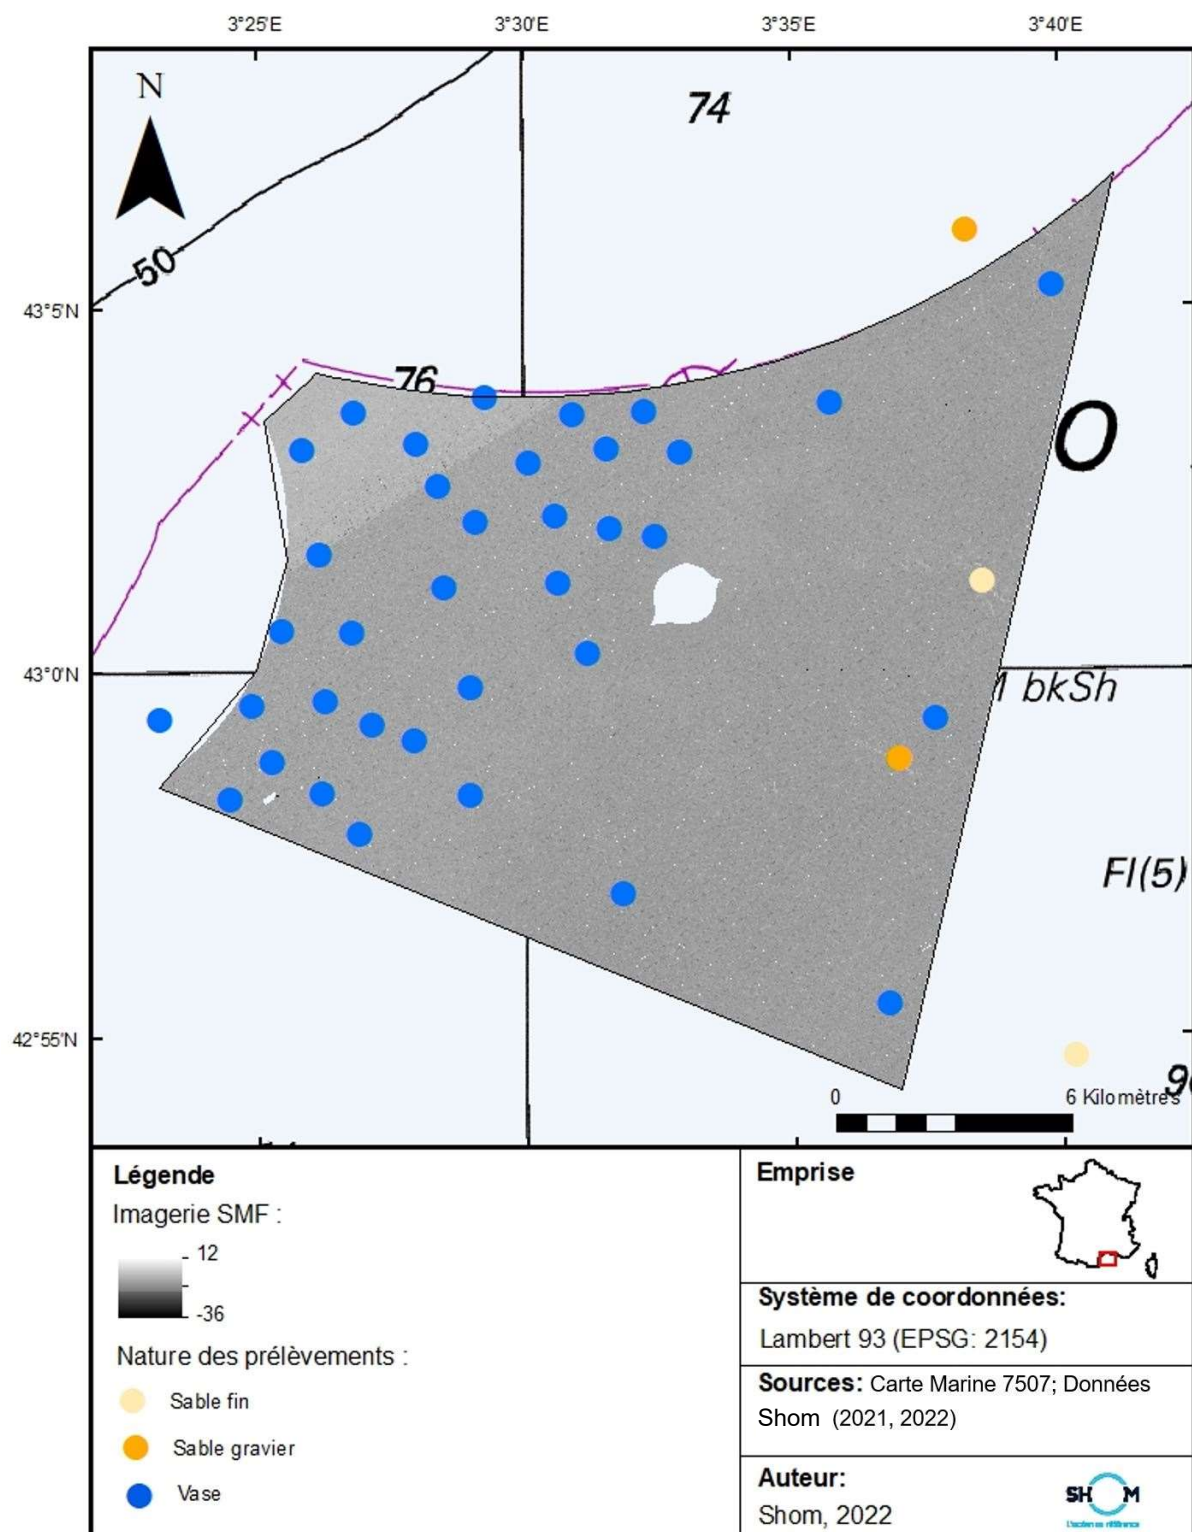 3°25'E
3°30'E
3°35'E
3°40'E
N
74
50
43°5'N
76
O
43°0'N
bkSh
Fl(5)
42°55'N
0
6 Kilomètres
Légende
Imagerie SMF :
12
-36
Nature des prélèvements :
Sable fin
Sable gravier
Vase
Emprise
Système de coordonnées:
Lambert 93 (EPSG: 2154)
Sources: Carte Marine 7507; Données
Shom (2021, 2022)
Auteur:
Shom, 2022
SHOM